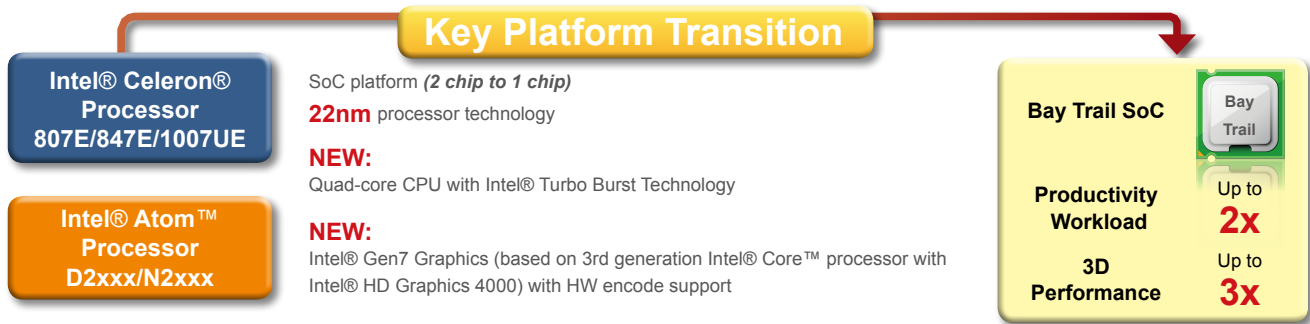 Key Platform Transition
Intel® Celeron®
Processor
807E/847E/1007UE
Intel® Atom™
Processor
D2xxx/N2xxx
SoC platform (2 chip to 1 chip)
22nm processor technology
NEW:
Quad-core CPU with Intel® Turbo Burst Technology
NEW:
Intel® Gen7 Graphics (based on 3rd generation Intel® Core™ processor with
Intel® HD Graphics 4000) with HW encode support
Bay Trail SoC
Bay
Trail
Productivity
Workload
Up to
2x
3D
Performance
Up to
3x